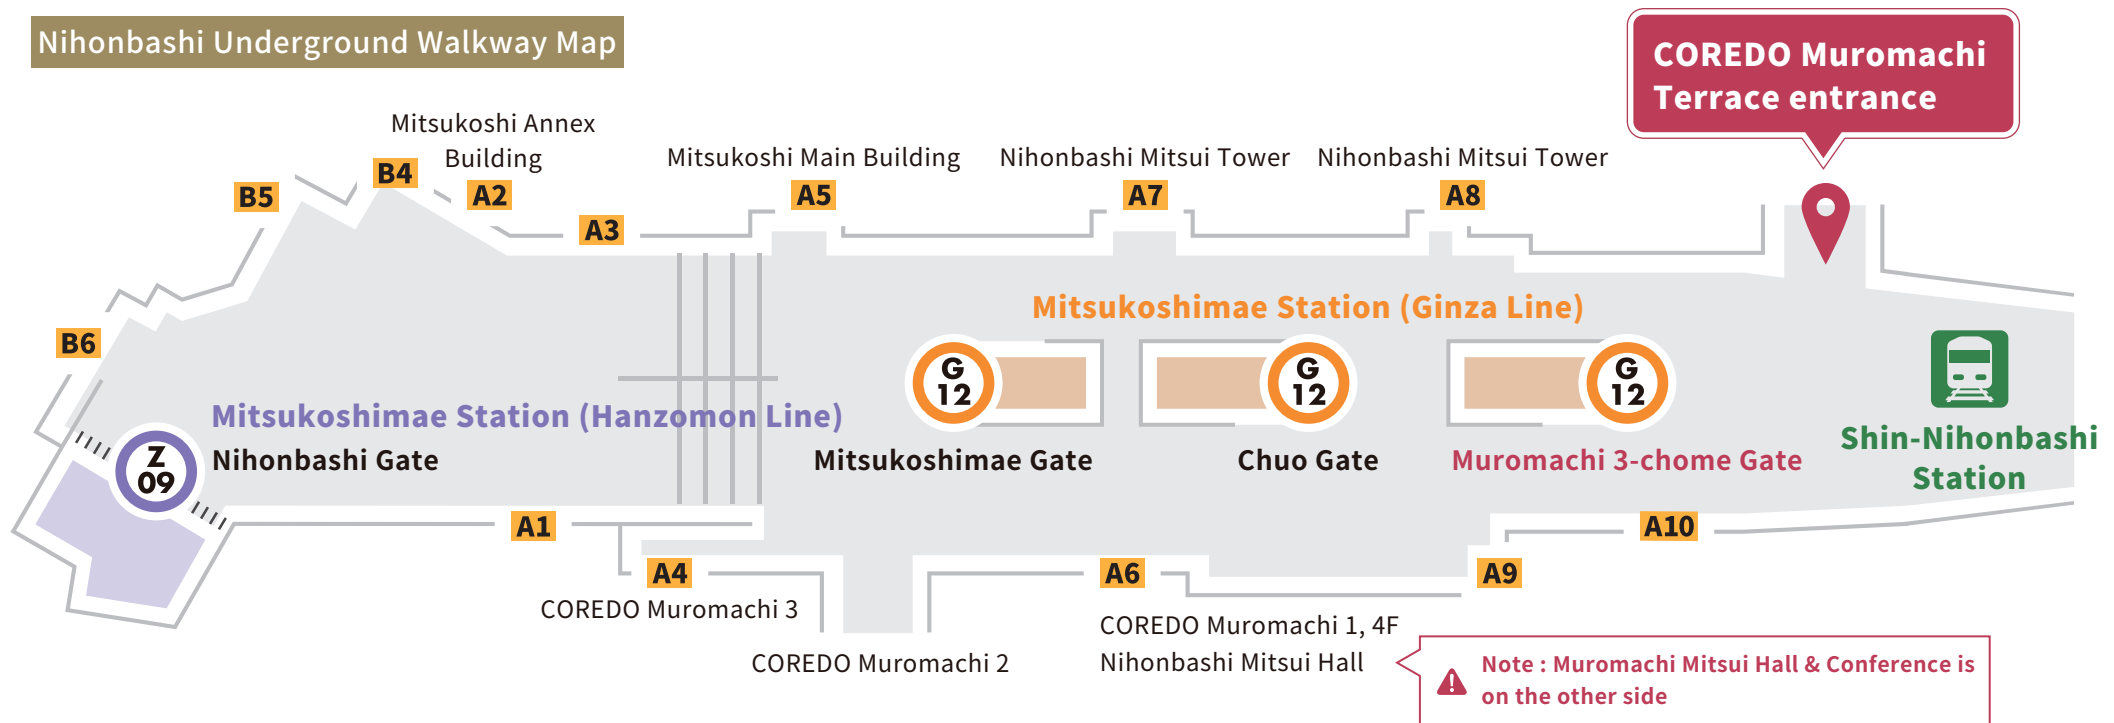 Nihonbashi Underground Walkway Map
COREDO Muromachi
Terrace entrance
Mitsukoshi Annex
Building
Mitsukoshi Main Building
Nihonbashi Mitsui Tower
Nihonbashi Mitsui Tower
B5
B4
A2
A3
A5
A7
A8
B6
Mitsukoshimae Station (Ginza Line)
G
12
G
12
G
12
Mitsukoshimae Station (Hanzomon Line)
Z
09
Nihonbashi Gate
Mitsukoshimae Gate
Chuo Gate
Muromachi 3-chome Gate
Shin-Nihonbashi
Station
A1
A4
A6
A9
A10
COREDO Muromachi 3
COREDO Muromachi 2
COREDO Muromachi 1, 4F
Nihonbashi Mitsui Hall
Note : Muromachi Mitsui Hall & Conference is
on the other side